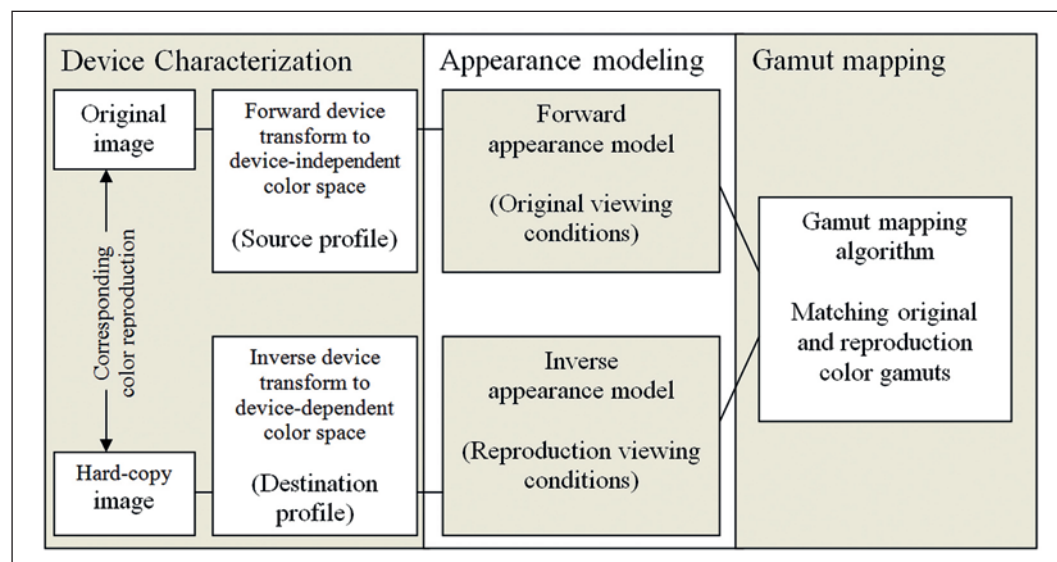 Device Characterization
Appearance modeling
Gamut mapping
Original
image
Forward device
transform to
device-independent
color space
(Source profile)
Forward
appearance model
(Original viewing
conditions)
Gamut mapping
algorithm
Matching original
and reproduction
color gamuts
Corresponding
color reproduction
Hard-copy
image
Inverse device
transform to
device-dependent
color space
(Destination
profile)
Inverse
appearance model
(Reproduction viewing
conditions)